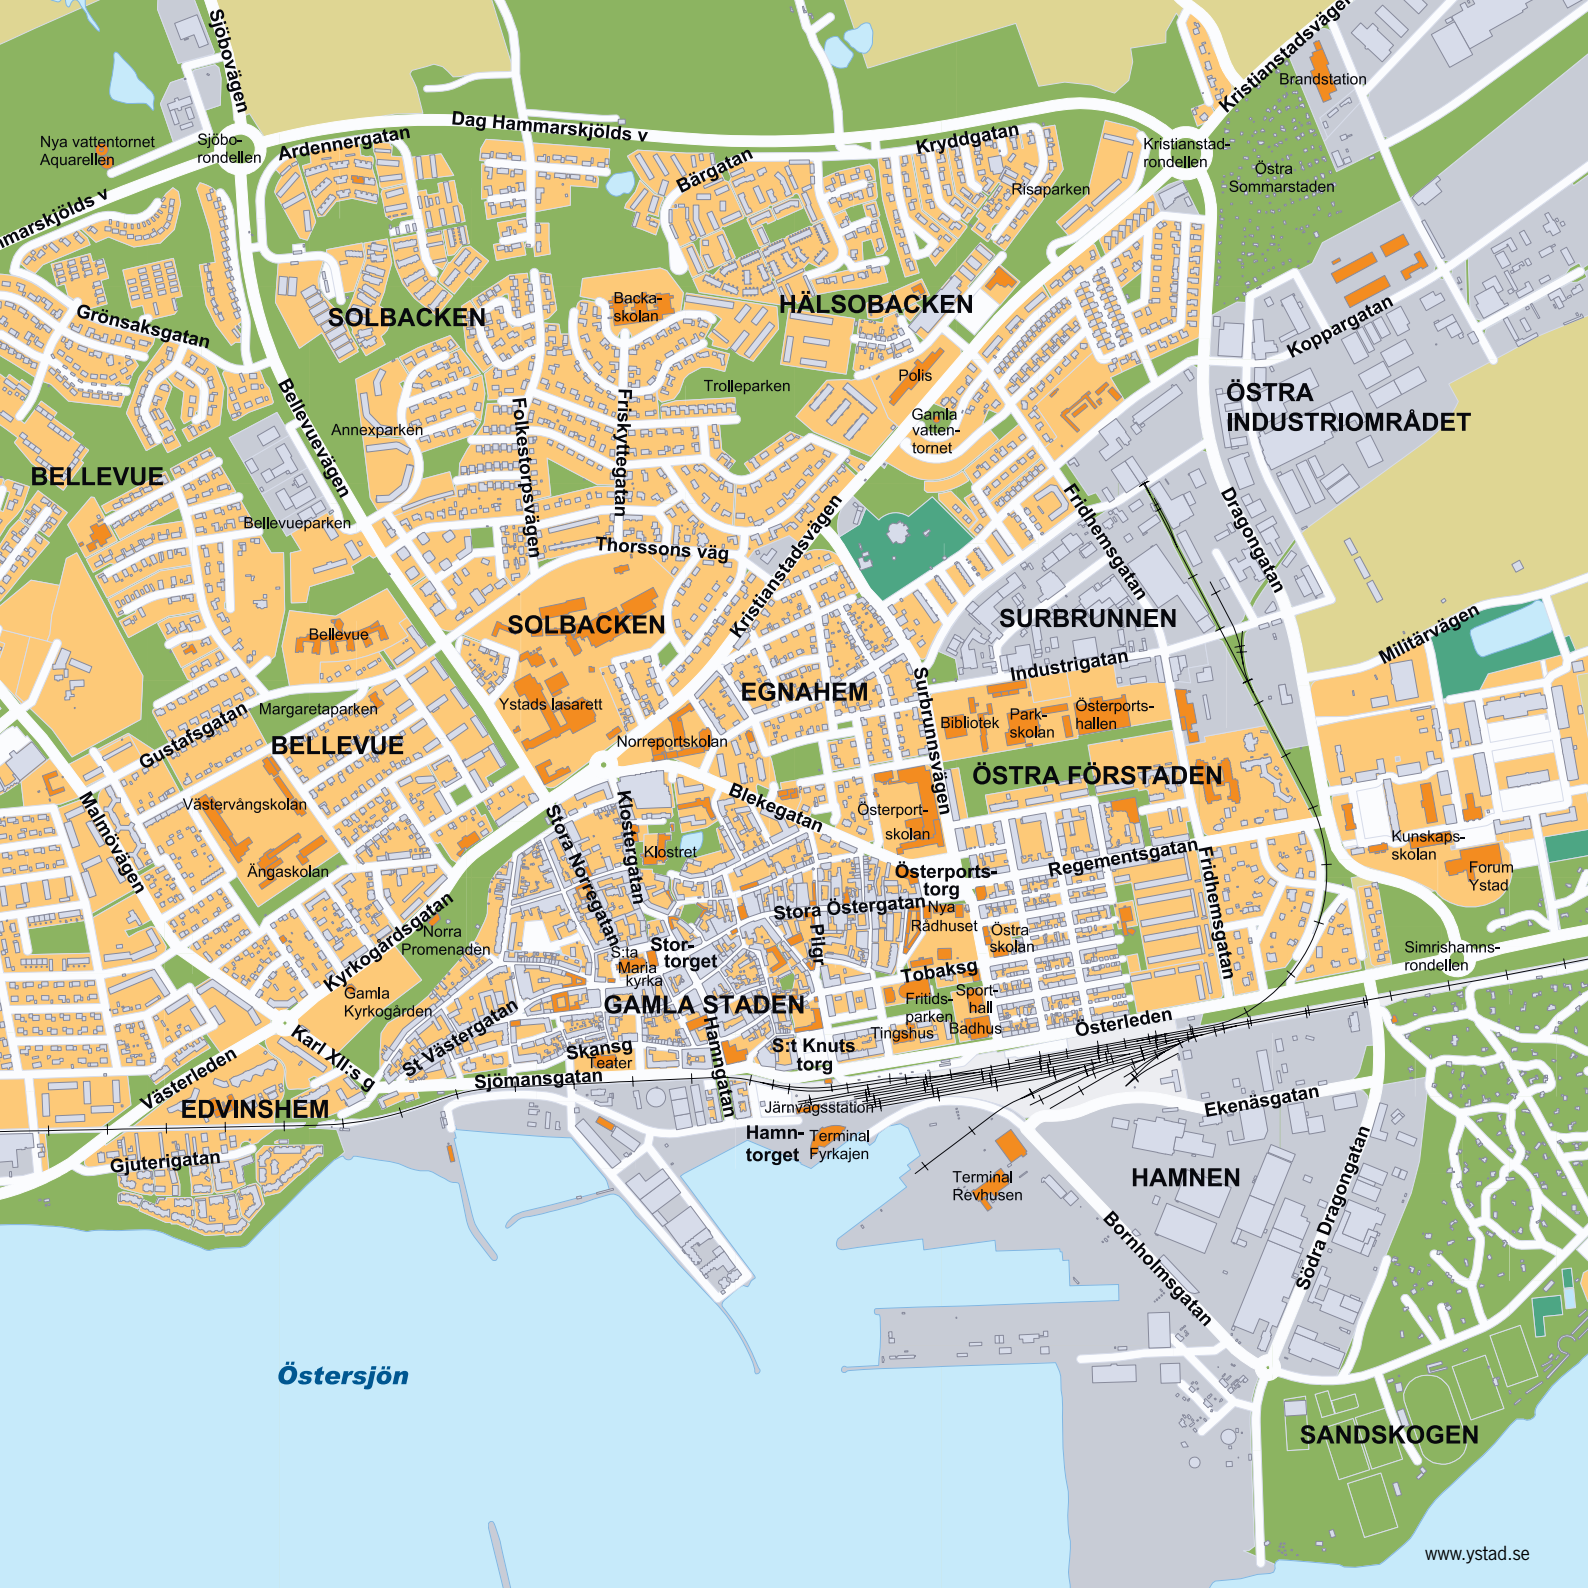 Sjöbovägen
Kristianstadsvägen
Brandstation
Nya vattentornet
Aquarellen
Sjöbo-
rondellen
Ardennergatan
Dag Hammarskjölds v
Bärgatan
Kryddgatan
Risaparken
Kristianstad-
rondellen
Östra
Sommarstaden
mmarskjölds v
Grönsaksgatan
SOLBACKEN
Backa-
skolan
HÄLSOBACKEN
Koppargatan
Polis
Trolleparken
Gamla
vatten-
tornet
ÖSTRA
INDUSTRIOMRÅDET
Bellevuevägen
Annexparken
Folkestorpsvägen
Friskyttegatan
BELLEVUE
Bellevueparken
Thorssons väg
Kristianstadsvägen
Fridhemsgatan
Dragongatan
SOLBACKEN
SURBRUNNEN
Militärvägen
Bellevue
Industrigatan
Ystads lasarett
EGNAHEM
Surbrunnsvägen
Margaretaparken
Gustafsgatan
BELLEVUE
Norreportskolan
Bibliotek
Park-
skolan
Österports-
hallen
ÖSTRA FÖRSTADEN
Malmövägen
Västervångskolan
Stora Norregatan
Klostergatan
Blekegatan
Österport-
skolan
Klostret
Ängaskolan
Österports-
torg
Regementsgatan
Fridhemsgatan
Kunskaps-
skolan
Forum
Ystad
Kyrkogårdsgatan
Norra
Promenaden
Stora Östergatan
Nya
Rådhuset
Pilgr
Östra
skolan
S:ta
Maria
kyrka
Stor-
torget
Simrishamns-
rondellen
Gamla
Kyrkogården
GAMLA STADEN
Tobaksg
Fritids-
parken
Sport-
hall
Tingshus
Badhus
Österleden
Karl XII:s g
St Västergatan
Skansg
Teater
Hamngatan
S:t Knuts
torg
Västerleden
Sjömansgatan
EDVINSHEM
Järnvägsstation
Ekenäsgatan
Gjuterigatan
Hamn-
torget
Terminal
Fyrkajen
Terminal
Revhusen
HAMNEN
Bornholmsgatan
Södra Dragongatan
Östersjön
SANDSKOGEN
www.ystad.se